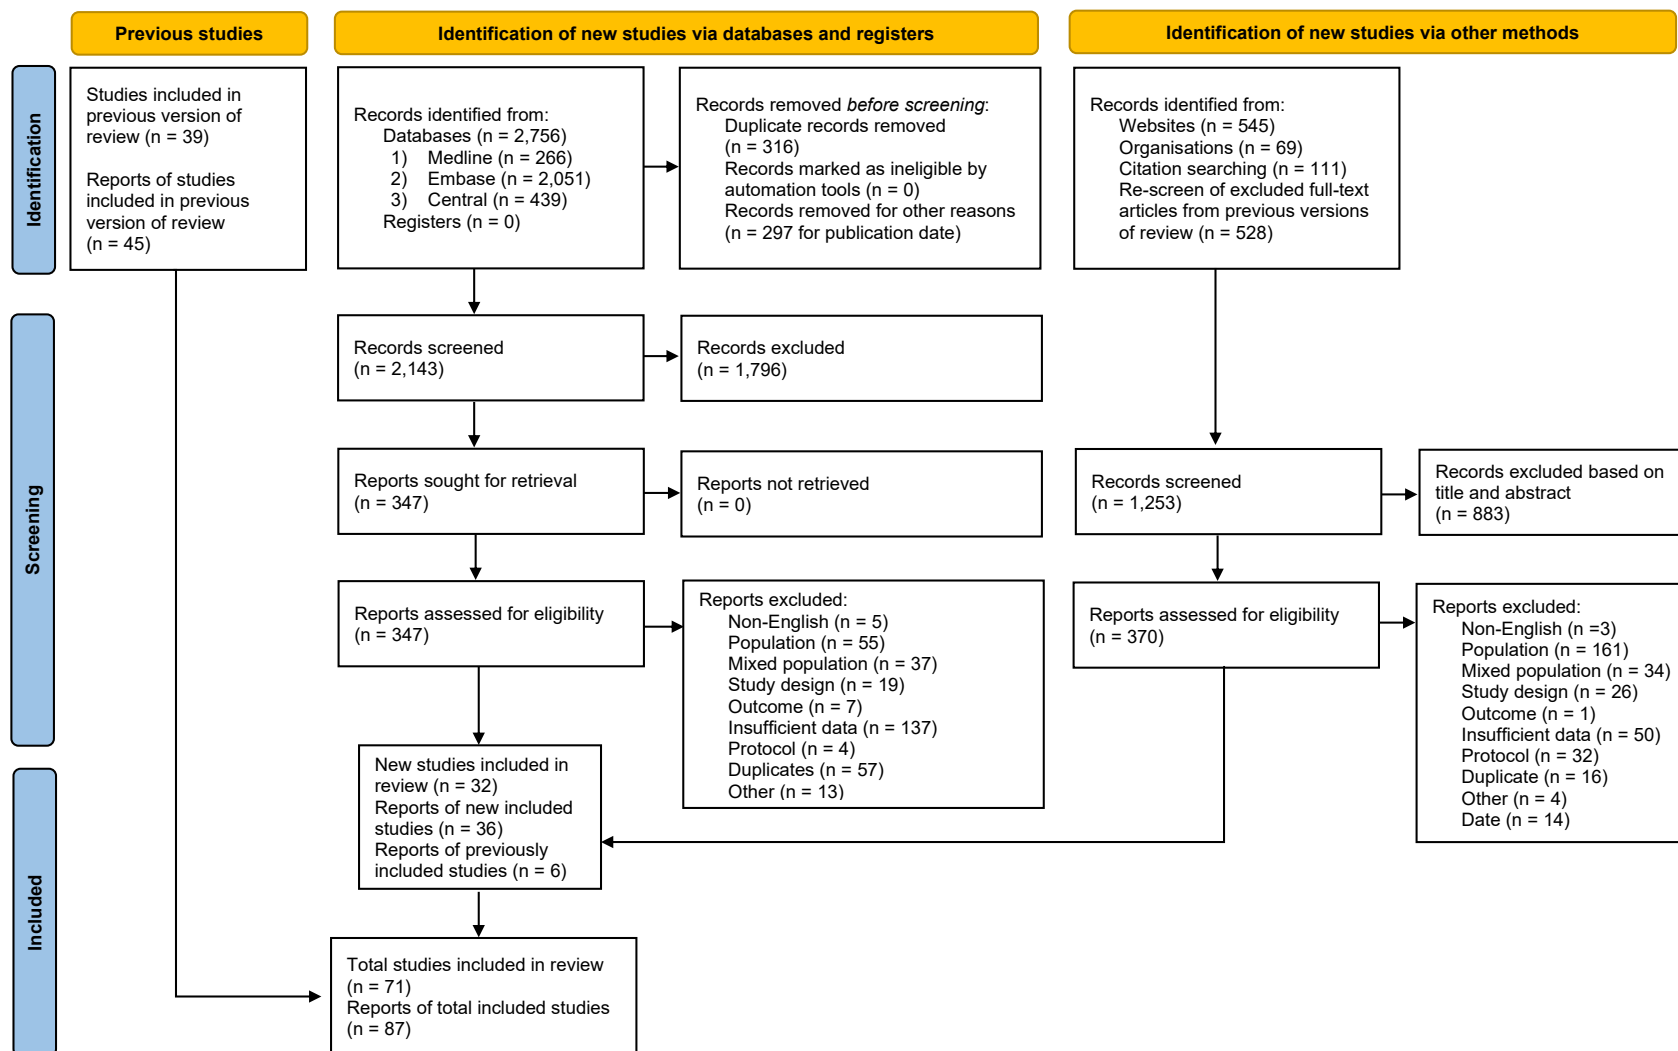 Previous studies
Identification of new studies via databases and registers
Identification of new studies via other methods
Identification
Studies included in
previous version of
review (n = 39)
Reports of studies
included in previous
version of review
(n = 45)
Records identified from:
Databases (n = 2,756)
1) Medline (n = 266)
2) Embase (n = 2,051)
3) Central (n = 439)
Registers (n = 0)
Records removed before screening:
Duplicate records removed
(n = 316)
Records marked as ineligible by
automation tools (n = 0)
Records removed for other reasons
(n = 297 for publication date)
Records identified from:
Websites (n = 545)
Organisations (n = 69)
Citation searching (n = 111)
Re-screen of excluded full-text
articles from previous versions
of review (n = 528)
Screening
Records screened
(n = 2,143)
Records excluded
(n = 1,796)
Reports sought for retrieval
(n = 347)
Reports not retrieved
(n = 0)
Records screened
(n = 1,253)
Records excluded based on
title and abstract
(n = 883)
Reports assessed for eligibility
(n = 347)
Reports excluded:
Non-English (n = 5)
Population (n = 55)
Mixed population (n = 37)
Study design (n = 19)
Outcome (n = 7)
Insufficient data (n = 137)
Protocol (n = 4)
Duplicates (n = 57)
Other (n = 13)
Reports assessed for eligibility
(n = 370)
Reports excluded:
Non-English (n =3)
Population (n = 161)
Mixed population (n = 34)
Study design (n = 26)
Outcome (n = 1)
Insufficient data (n = 50)
Protocol (n = 32)
Duplicate (n = 16)
Other (n = 4)
Date (n = 14)
Included
New studies included in
review (n = 32)
Reports of new included
studies (n = 36)
Reports of previously
included studies (n = 6)
Total studies included in review
(n = 71)
Reports of total included studies
(n = 87)